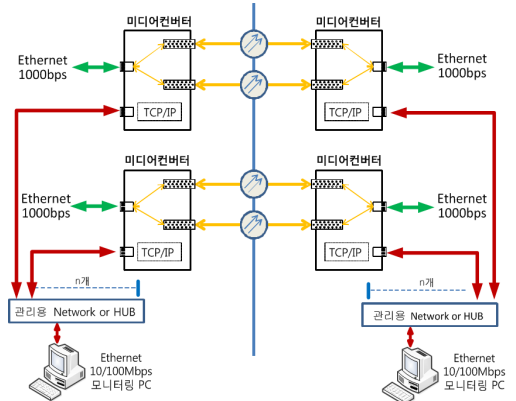 미디어컨버터
미디어컨버터
Ethernet
1000bps
Ethernet
1000bps
TCP/IP
TCP/IP
미디어컨버터
미디어컨버터
Ethernet
1000bps
Ethernet
1000bps
TCP/IP
TCP/IP
n개
n개
관리용 Network or HUB
관리용 Network or HUB
Ethernet
10/100Mbps
모니터링 PC
Ethernet
10/100Mbps
모니터링 PC